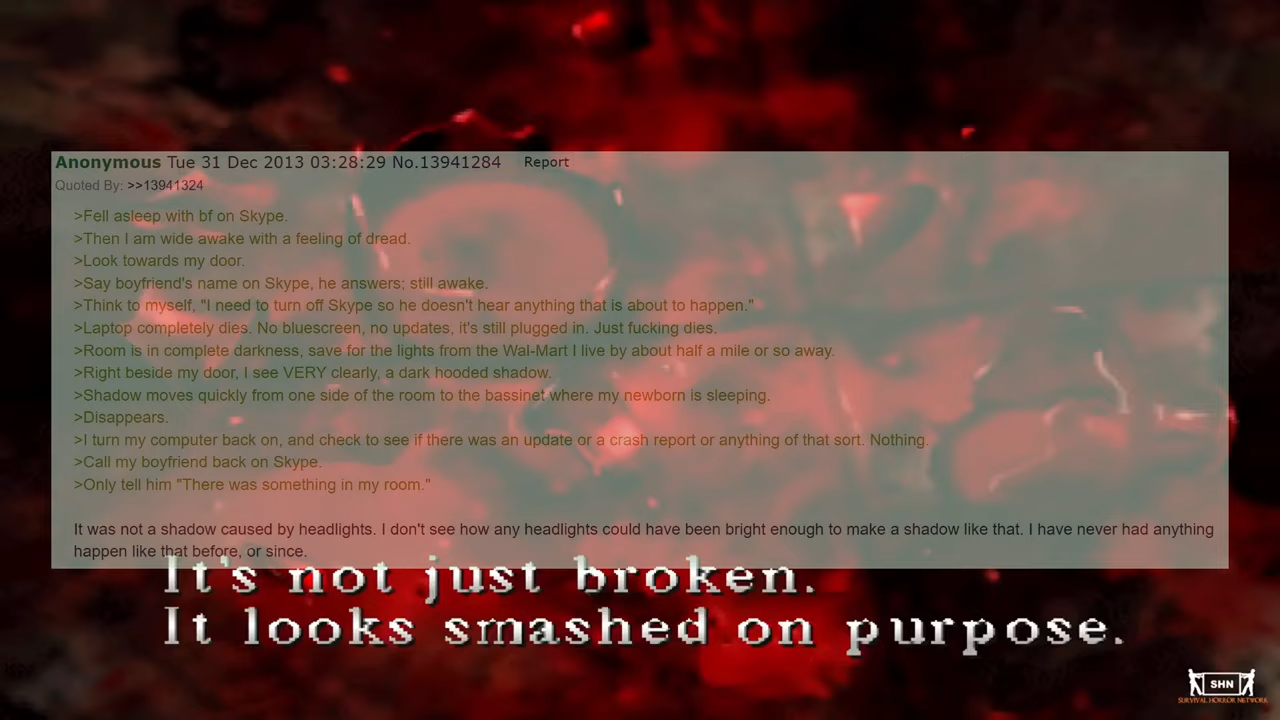 Anonymous Tue 31 Dec 2013 03:28:29 No.13941284 Report
Quoted By: >>13941324
>Fell asleep with bf on Skype.
>Then I am wide awake with a feeling of dread.
>Look towards my door.
>Say boyfriend's name on Skype, he answers; still awake.
>Think to myself, "I need to turn off Skype so he doesn't hear anything that is about to happen."
>Laptop completely dies. No bluescreen, no updates, it's still plugged in. Just fucking dies.
>Room is in complete darkness, save for the lights from the Wal-Mart I live by about half a mile or so away.
>Right beside my door, I see VERY clearly, a dark hooded shadow.
>Shadow moves quickly from one side of the room to the bassinet where my newborn is sleeping.
>Disappears.
>I turn my computer back on, and check to see if there was an update or a crash report or anything of that sort. Nothing.
>Call my boyfriend back on Skype.
>Only tell him "There was something in my room."
It was not a shadow caused by headlights. I don't see how any headlights could have been bright enough to make a shadow like that. I have never had anything
happen like that before, or since.
It's not just broken.
It looks smashed on purpose.
SHN
SURVIVAL HORROR NETWORK